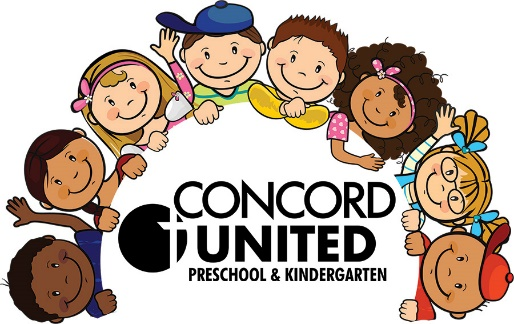 CONCORD
UNITED
PRESCHOOL & KINDERGARTEN